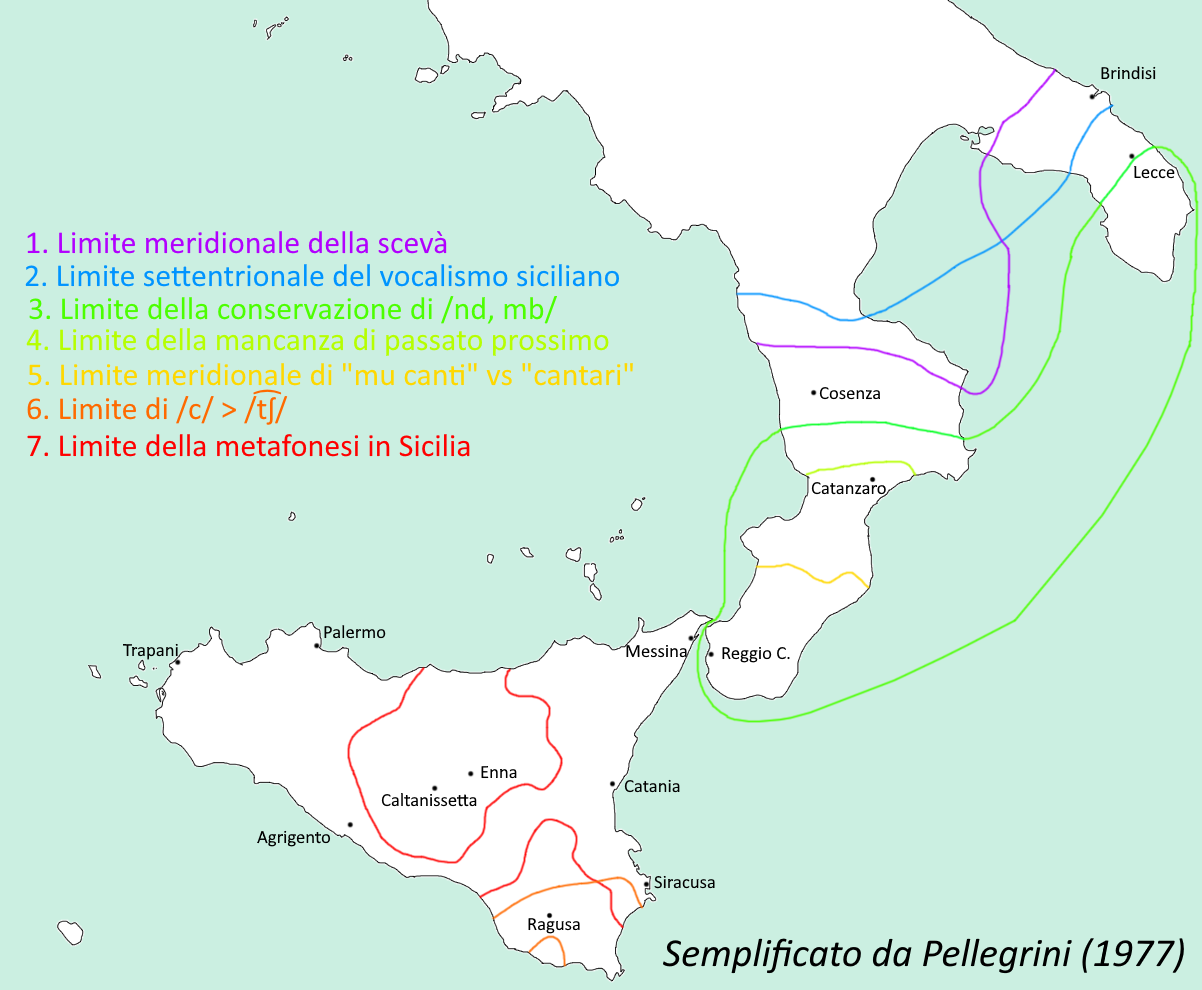 Brindisi
Lecce
1. Limite meridionale della scevà
2. Limite settentrionale del vocalismo siciliano
3. Limite della conservazione di /nd, mb/
4. Limite della mancanza di passato prossimo
5. Limite meridionale di "mu canti" vs "cantari"
6. Limite di /c/ > /t͡ʃ/
7. Limite della metafonesi in Sicilia
Cosenza
Catanzaro
Palermo
Trapani
Messina
Reggio C.
Enna
Caltanissetta
Catania
Agrigento
Siracusa
Ragusa
Semplificato da Pellegrini (1977)